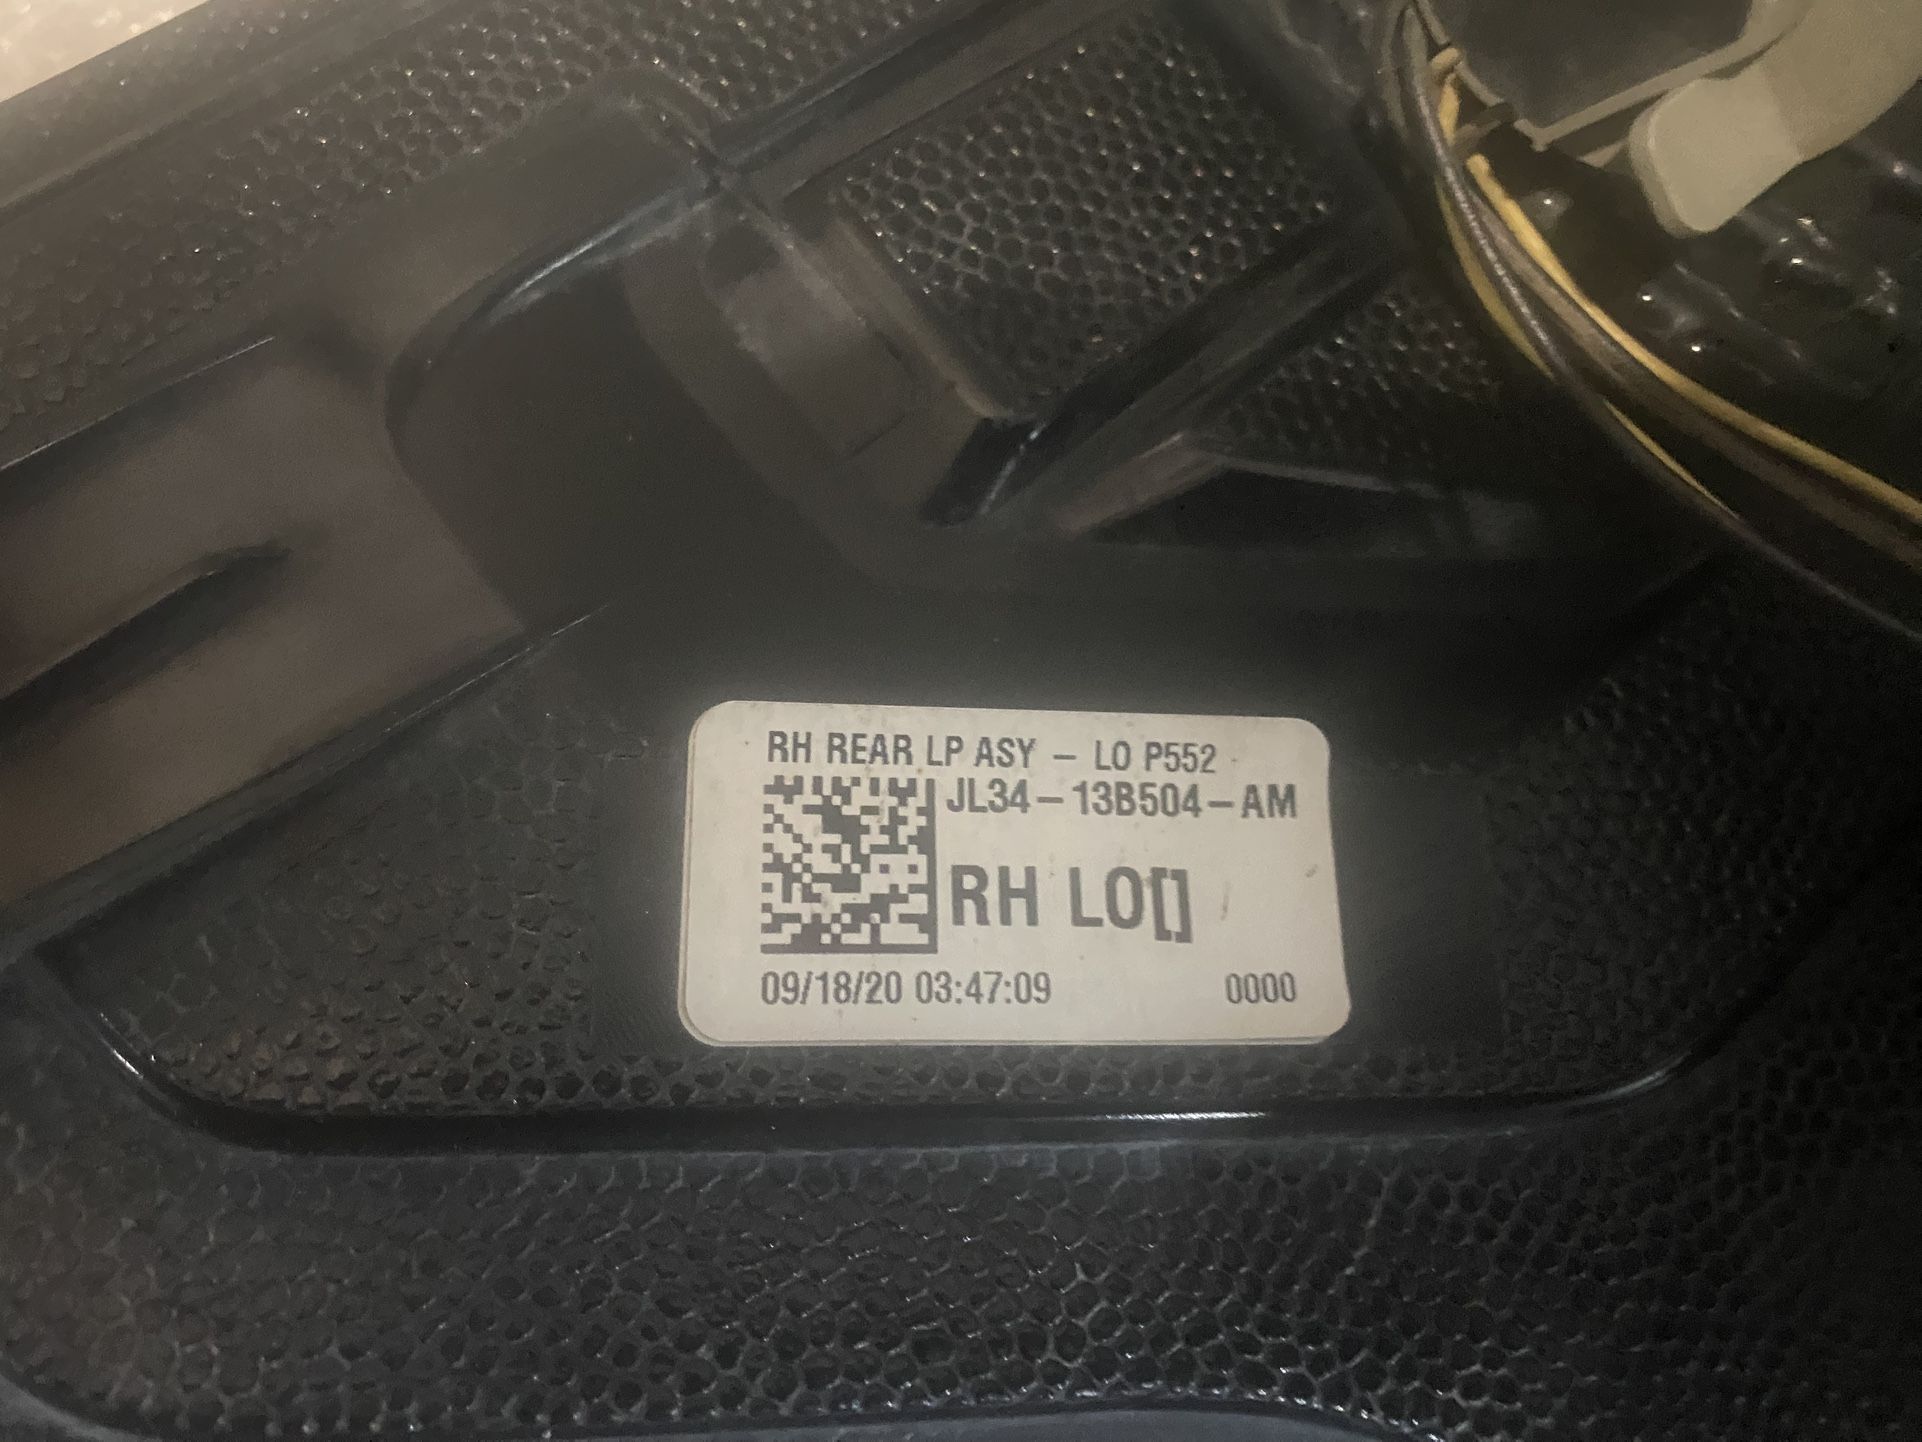 RH REAR LP ASY – LO P552
JL34–13B504–AM
RH LO[]
09/18/20 03:47:09 0000